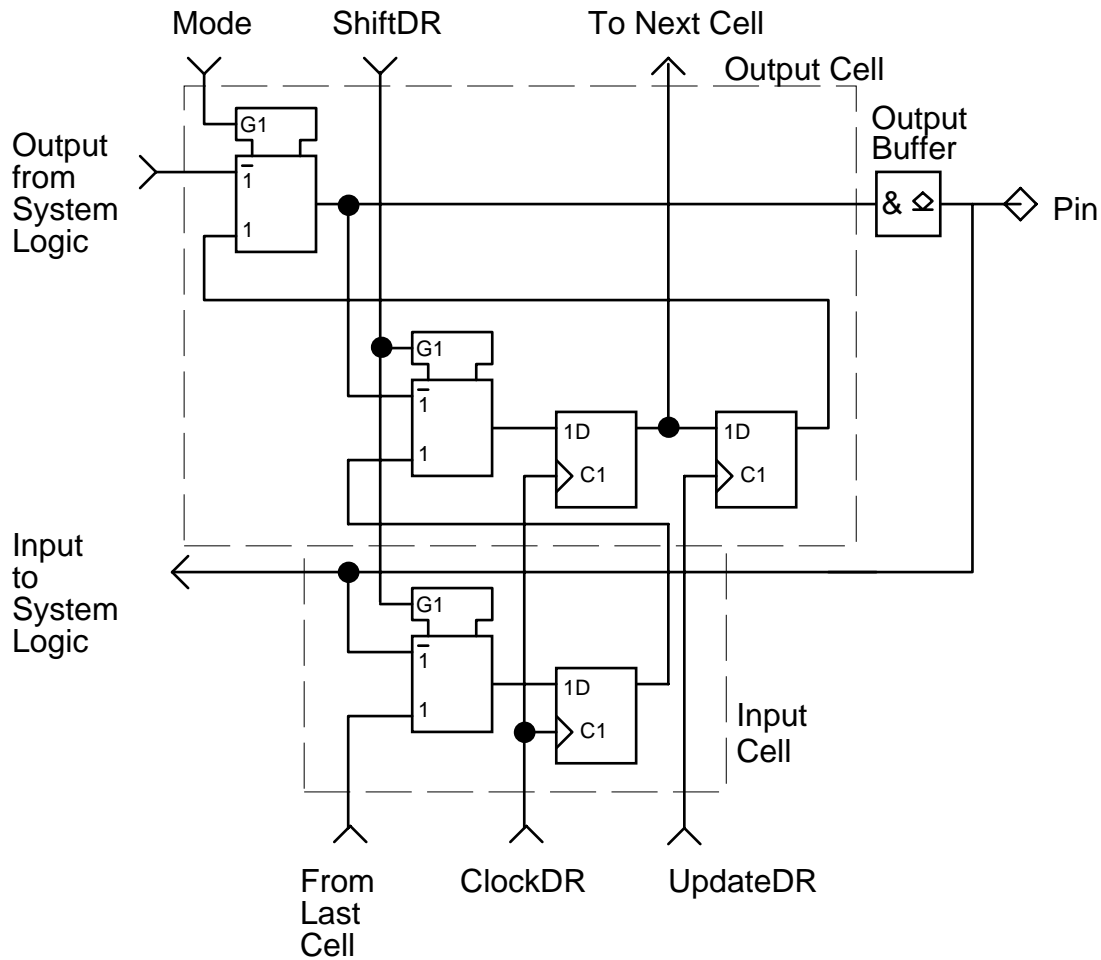 Mode
ShiftDR
To Next Cell
Output Cell
Output
from
System
Logic
G1
1
1
Output
Buffer
&
Pin
G1
1
1
1D
C1
1D
C1
Input
to
System
Logic
G1
1
1
1D
C1
Input
Cell
From
Last
Cell
ClockDR
UpdateDR